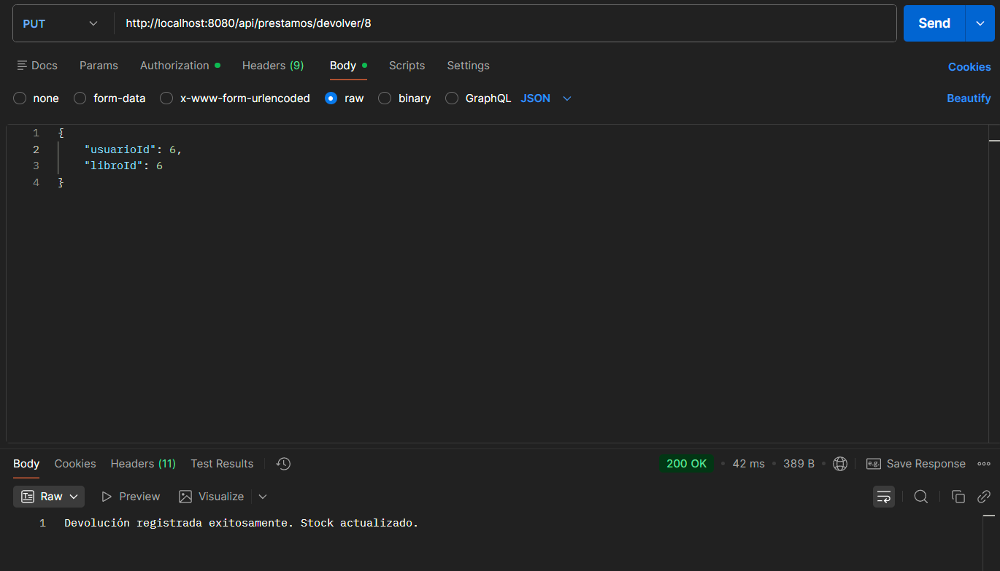 PUT http://localhost:8080/api/prestamos/devolver/8 Send
Docs Params Authorization Headers (9) Body Scripts Settings Cookies
none form-data x-www-form-urlencoded raw binary GraphQL JSON Beautify
1 {
2 "usuarioId": 6,
3 "libroId": 6
4 }
Body Cookies Headers (11) Test Results 200 OK • 42 ms • 389 B • e.g. Save Response
Raw Preview Visualize
1 Devolución registrada exitosamente. Stock actualizado.